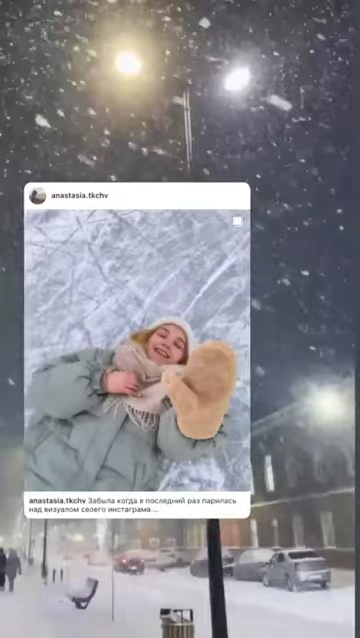 anastasia.tkchv
anastasia.tkchv Забыла когда в последний раз парилась
над визуалом своего инстаграма....